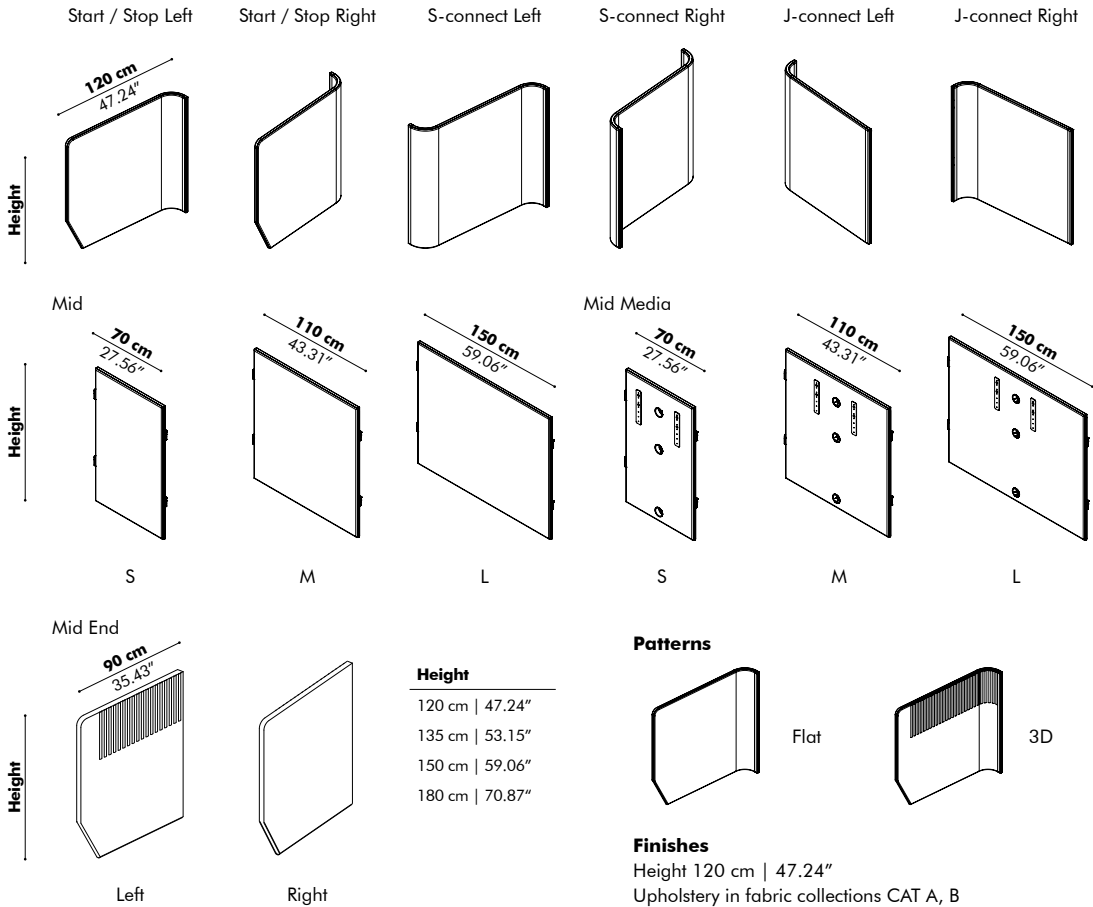 Start / Stop Left
Start / Stop Right
S-connect Left
S-connect Right
J-connect Left
J-connect Right
120 cm
47.24”
Height
Mid
Mid Media
70 cm
27.56”
110 cm
43.31”
150 cm
59.06”
70 cm
27.56”
110 cm
43.31”
150 cm
59.06”
Height
S
M
L
S
M
L
Mid End
90 cm
35.43”
Height
Left
Right
Height
120 cm | 47.24”
135 cm | 53.15”
150 cm | 59.06”
180 cm | 70.87”
Patterns
Flat
3D
Finishes
Height 120 cm | 47.24”
Upholstery in fabric collections CAT A, B